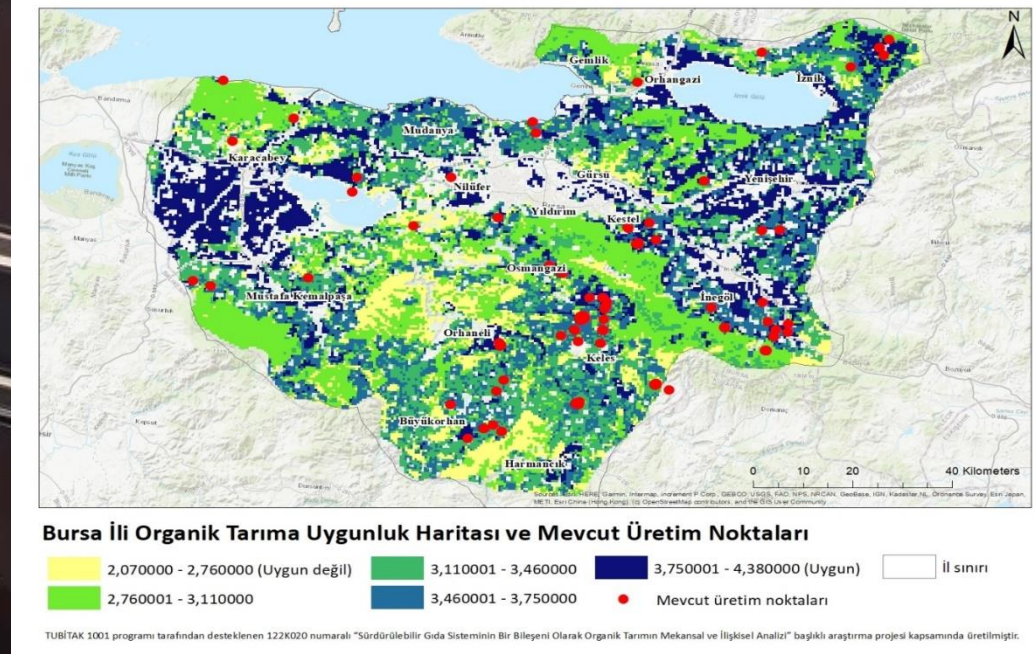 N
Gemlik
Orhangazi
İznik
İznik Gölü
Bandırma
Mudanya
Karacabey
Nilüfer
Gürsu
Yenişehir
Yıldırım
Kestel
Manyas
Osmangazi
Mustafa Kemalpaşa
İnegöl
Orhaneli
Keles
Büyükorhan
Harmancık
0 10 20 40 Kilometers
Bursa İli Organik Tarıma Uygunluk Haritası ve Mevcut Üretim Noktaları
2,070000 - 2,760000 (Uygun değil) 3,110001 - 3,460000 3,750001 - 4,380000 (Uygun) İl sınırı
2,760001 - 3,110000 3,460001 - 3,750000 Mevcut üretim noktaları
TUBİTAK 1001 programı tarafından desteklenen 122K020 numaralı "Sürdürülebilir Gıda Sisteminin Bir Bileşeni Olarak Organik Tarımın Mekansal ve İlişkisel Analizi" başlıklı araştırma projesi kapsamında üretilmiştir.